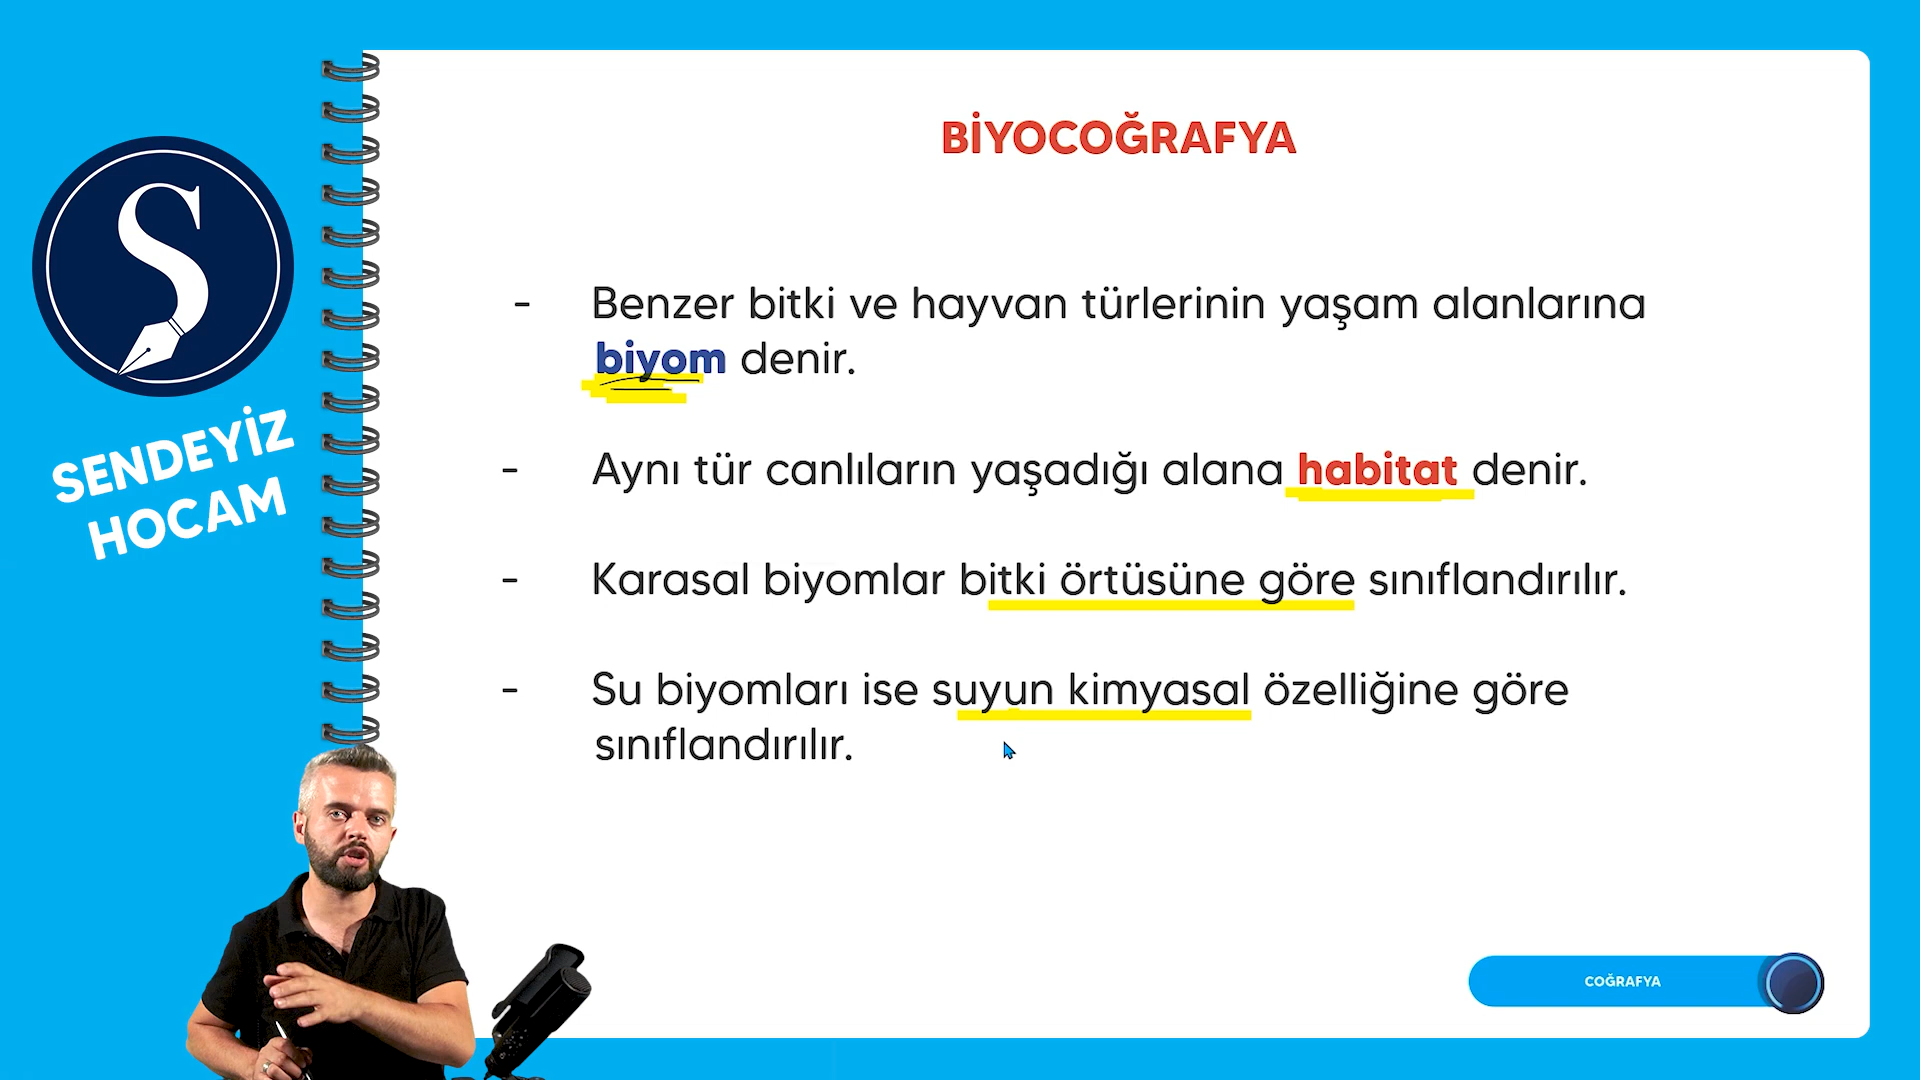 BİYOCOĞRAFYA
- Benzer bitki ve hayvan türlerinin yaşam alanlarına
biyom denir.
- Aynı tür canlıların yaşadığı alana habitat denir.
- Karasal biyomlar bitki örtüsüne göre sınıflandırılır.
- Su biyomları ise suyun kimyasal özelliğine göre
sınıflandırılır.
S
SENDEYİZ
HOCAM
COĞRAFYA